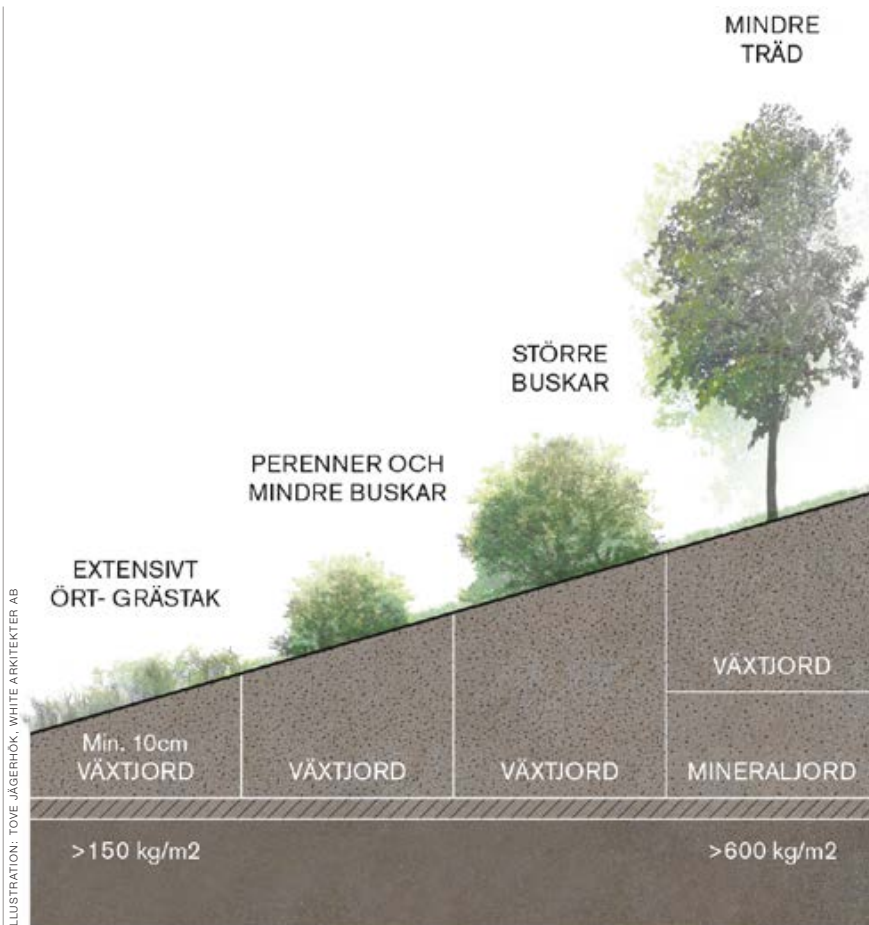 MINDRE
TRÄD
STÖRRE
BUSKAR
PERENNER OCH
MINDRE BUSKAR
EXTENSIVT
ÖRT- GRÄSTAK
VÄXTJORD
Min. 10cm
VÄXTJORD
VÄXTJORD
VÄXTJORD
MINERALJORD
>150 kg/m2
>600 kg/m2
ILLUSTRATION: TOVE JÄGERHÖK, WHITE ARKITEKTER AB